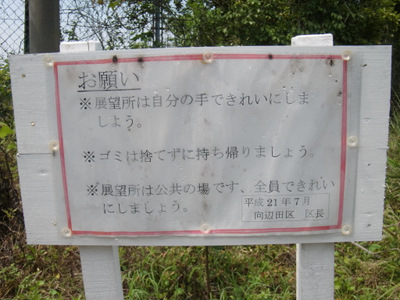 お願い
※展望所は自分の手できれいにしま
しょう。
※ゴミは捨てずに持ち帰りましょう。
※展望所は公共の場です、全員できれい
にしましょう。
平成21年7月
向辺田区 区長